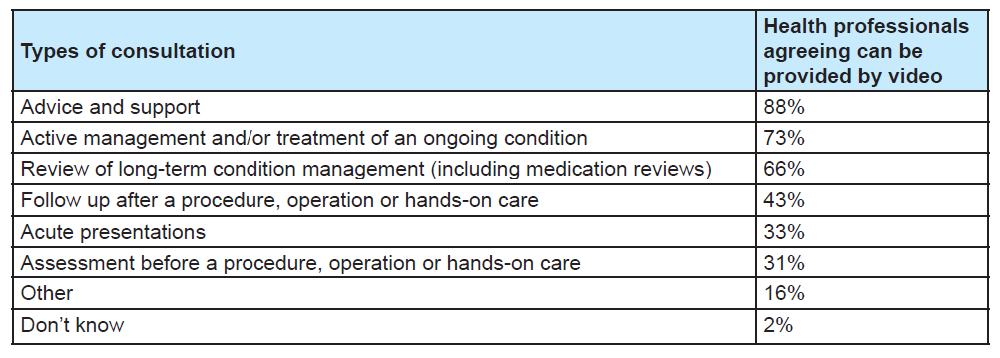 Types of consultation
Health professionals
agreeing can be
provided by video
Advice and support 88%
Active management and/or treatment of an ongoing condition 73%
Review of long-term condition management (including medication reviews) 66%
Follow up after a procedure, operation or hands-on care 43%
Acute presentations 33%
Assessment before a procedure, operation or hands-on care 31%
Other 16%
Don’t know 2%